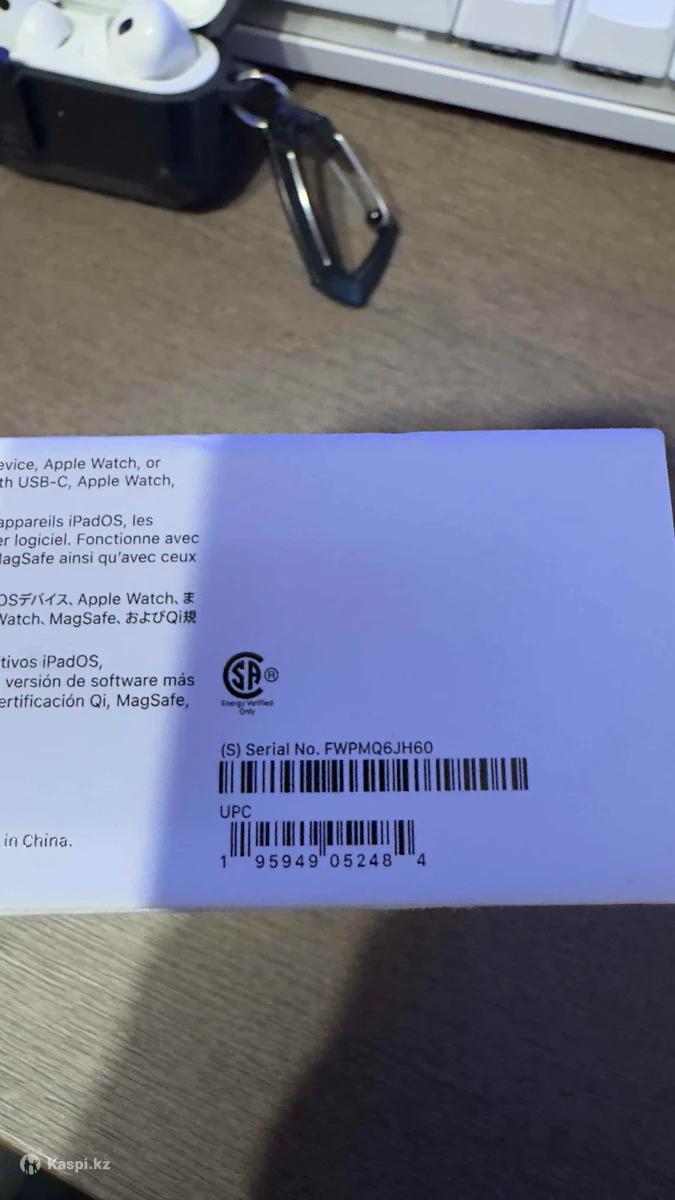 evice, Apple Watch, or
th USB-C, Apple Watch,
appareils iPadOS, les
er logiciel. Fonctionne avec
MagSafe ainsi qu'avec ceux
OSデバイス、Apple Watch、ま
Watch、MagSafe、およびQi規
tivos iPadOS,
versión de software más
ertificación Qi, MagSafe,
in China.
SA®
Energy Verified
Only
(S) Serial No. FWPMQ6JH60
UPC
1 95949 05248 4
Kaspi.kz